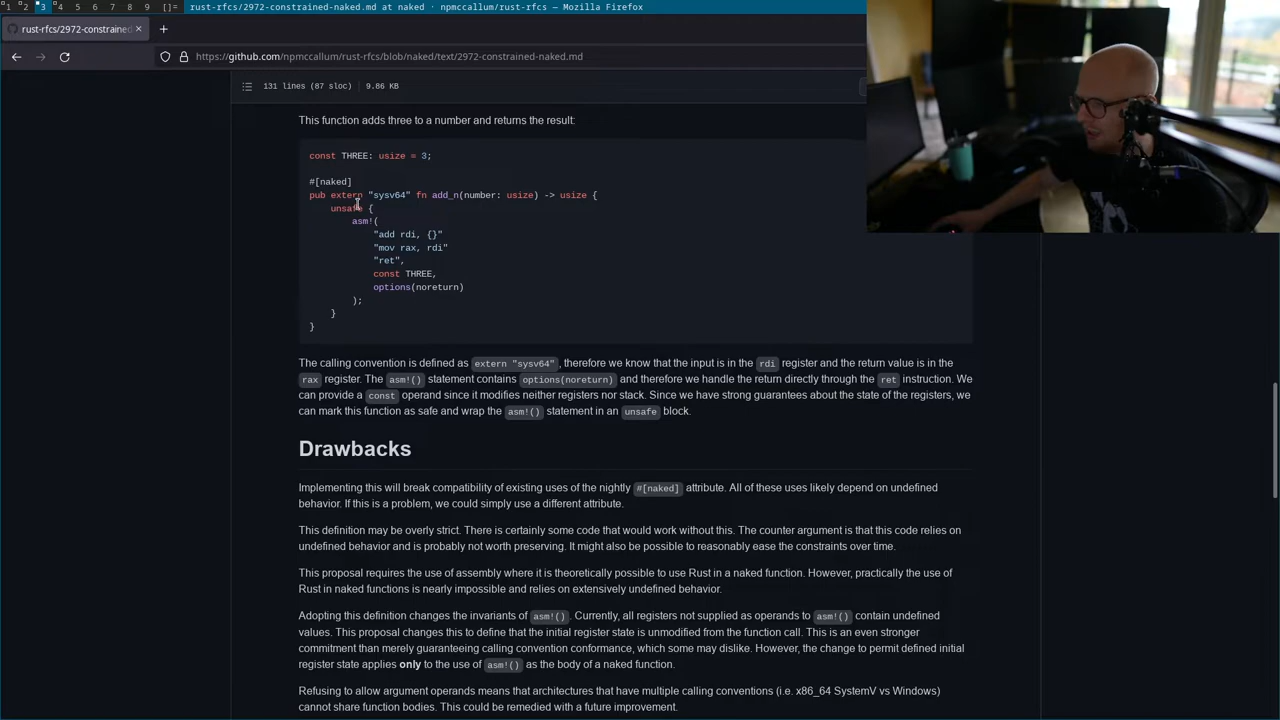 1 2 3 4 5 6 7 8 9 []= rust-rfcs/2972-constrained-naked.md at naked · npmccallum/rust-rfcs — Mozilla Firefox
rust-rfcs/2972-constrained
https://github.com/npmccallum/rust-rfcs/blob/naked/text/2972-constrained-naked.md
131 lines (87 sloc) 9.86 KB
This function adds three to a number and returns the result:
const THREE: usize = 3;
#[naked]
pub extern "sysv64" fn add_n(number: usize) -> usize {
unsafe {
asm!(
"add rdi, {}"
"mov rax, rdi"
"ret",
const THREE,
options(noreturn)
);
}
}
The calling convention is defined as extern "sysv64", therefore we know that the input is in the rdi register and the return value is in the
rax register. The asm!() statement contains options(noreturn) and therefore we handle the return directly through the ret instruction. We
can provide a const operand since it modifies neither registers nor stack. Since we have strong guarantees about the state of the registers, we
can mark this function as safe and wrap the asm!() statement in an unsafe block.
Drawbacks
Implementing this will break compatibility of existing uses of the nightly #[naked] attribute. All of these uses likely depend on undefined
behavior. If this is a problem, we could simply use a different attribute.
This definition may be overly strict. There is certainly some code that would work without this. The counter argument is that this code relies on
undefined behavior and is probably not worth preserving. It might also be possible to reasonably ease the constraints over time.
This proposal requires the use of assembly where it is theoretically possible to use Rust in a naked function. However, practically the use of
Rust in naked functions is nearly impossible and relies on extensively undefined behavior.
Adopting this definition changes the invariants of asm!(). Currently, all registers not supplied as operands to asm!() contain undefined
values. This proposal changes this to define that the initial register state is unmodified from the function call. This is an even stronger
commitment than merely guaranteeing calling convention conformance, which some may dislike. However, the change to permit defined initial
register state applies only to the use of asm!() as the body of a naked function.
Refusing to allow argument operands means that architectures that have multiple calling conventions (i.e. x86_64 SystemV vs Windows)
cannot share function bodies. This could be remedied with a future improvement.